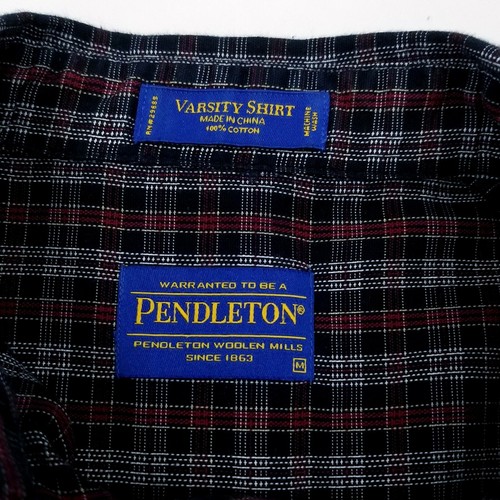 VARSITY SHIRT
MADE IN CHINA
100% COTTON
RN#29685
MACHINE
WASH
WARRANTED TO BE A
PENDLETON®
PENDLETON WOOLEN MILLS
SINCE 1863
M